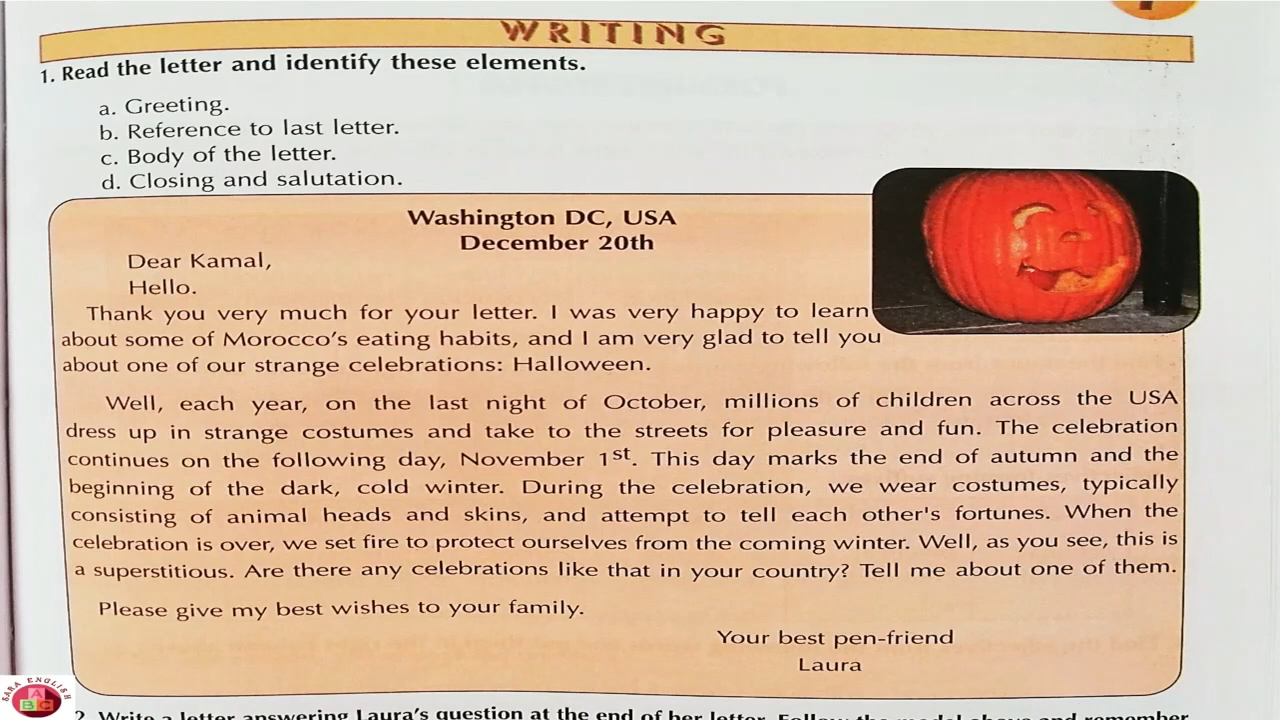 WRITING
1. Read the letter and identify these elements.
a. Greeting.
b. Reference to last letter.
c. Body of the letter.
d. Closing and salutation.
Washington DC, USA
December 20th
Dear Kamal,
Hello.
Thank you very much for your letter. I was very happy to learn
about some of Morocco's eating habits, and I am very glad to tell you
about one of our strange celebrations: Halloween.
Well, each year, on the last night of October, millions of children across the USA
dress up in strange costumes and take to the streets for pleasure and fun. The celebration
continues on the following day, November 1st. This day marks the end of autumn and the
beginning of the dark, cold winter. During the celebration, we wear costumes, typically
consisting of animal heads and skins, and attempt to tell each other's fortunes. When the
celebration is over, we set fire to protect ourselves from the coming winter. Well, as you see, this is
a superstitious. Are there any celebrations like that in your country? Tell me about one of them.
Please give my best wishes to your family.
Your best pen-friend
Laura
SARA ENGLISH
A
BC
2. Write a letter answering Laura's question at the end of her letter. Follow the model above and remember